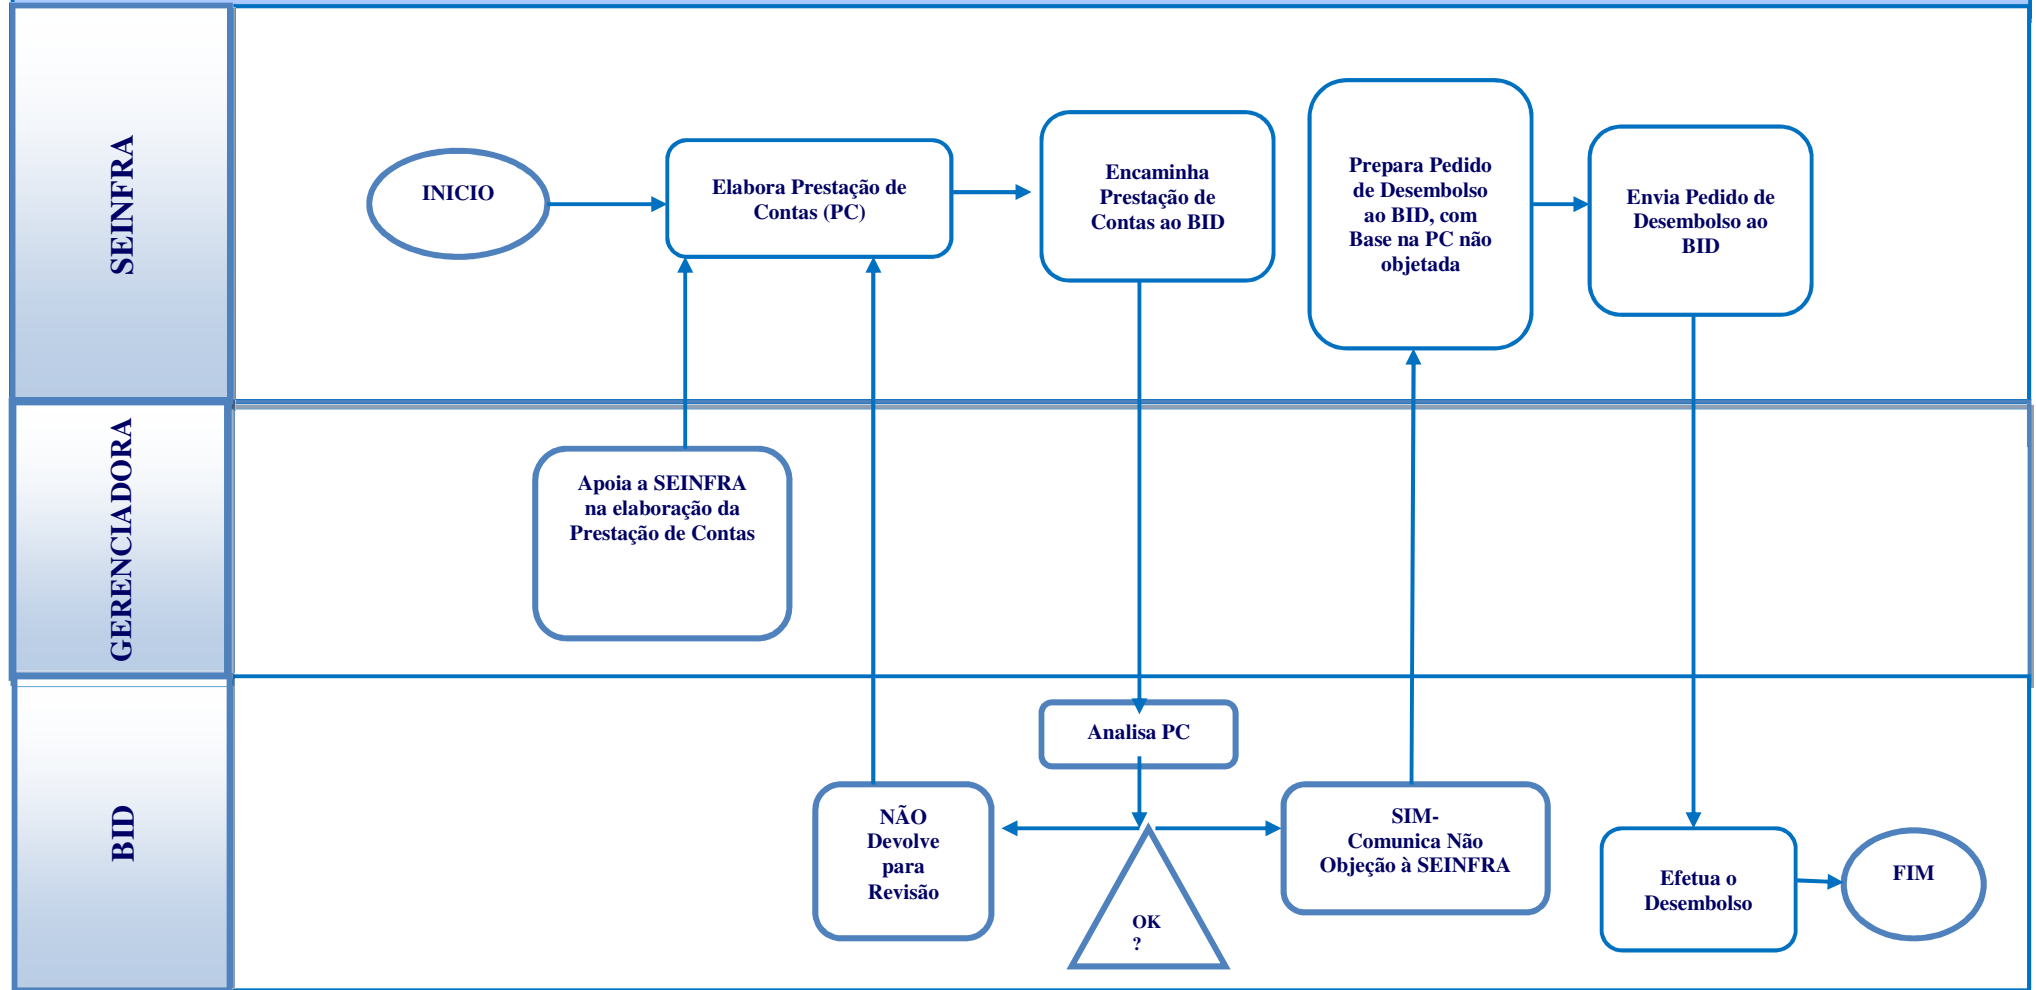 SEINFRA
INICIO
Elabora Prestação de
Contas (PC)
Encaminha
Prestação de
Contas ao BID
Prepara Pedido
de Desembolso
ao BID, com
Base na PC não
objetada
Envia Pedido de
Desembolso ao
BID
GERENCIADORA
Apoia a SEINFRA
na elaboração da
Prestação de Contas
BID
Analisa PC
NÃO
Devolve
para
Revisão
OK
?
SIM-
Comunica Não
Objeção à SEINFRA
Efetua o
Desembolso
FIM